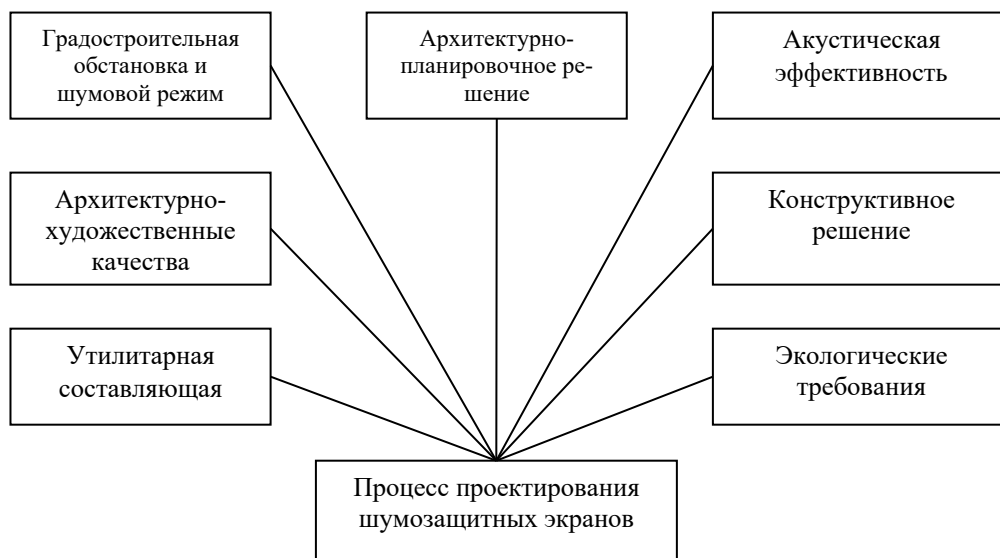 Градостроительная
обстановка и
шумовой режим
Архитектурно-
планировочное ре-
шение
Акустическая
эффективность
Архитектурно-
художественные
качества
Конструктивное
решение
Утилитарная
составляющая
Экологические
требования
Процесс проектирования
шумозащитных экранов